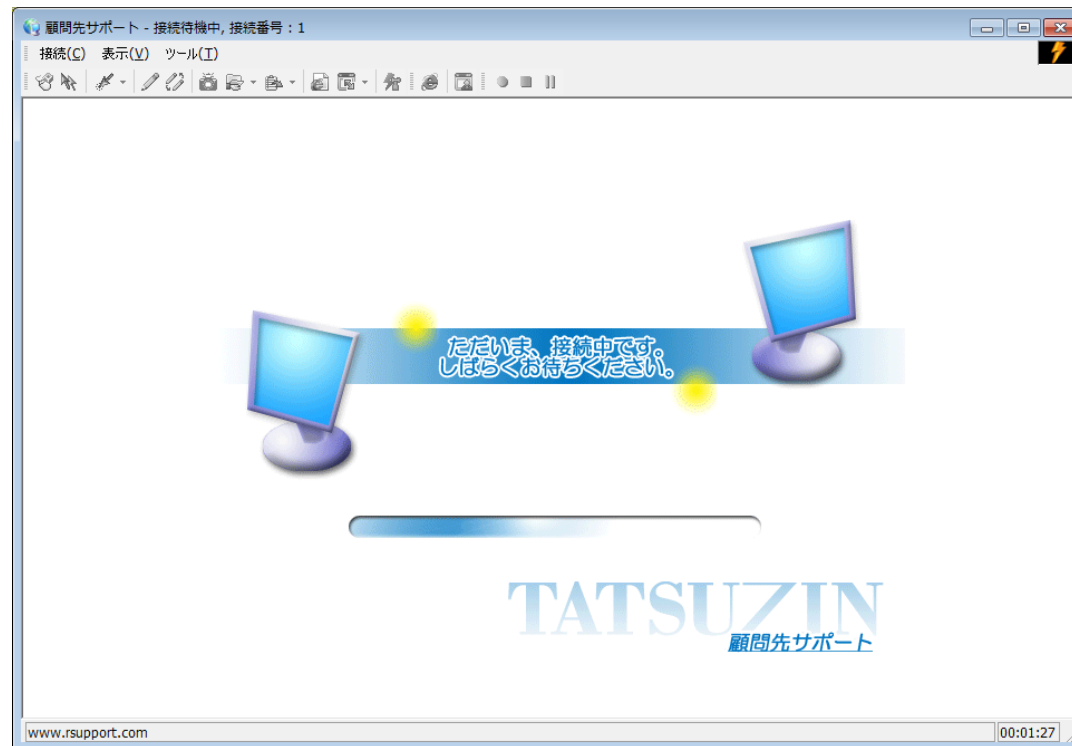 顧問先サポート - 接続待機中, 接続番号 : 1
接続(C) 表示(V) ツール(T)
ただいま、接続中です。
しばらくお待ちください。
TATSUZIN
顧問先サポート
www.rsupport.com 00:01:27